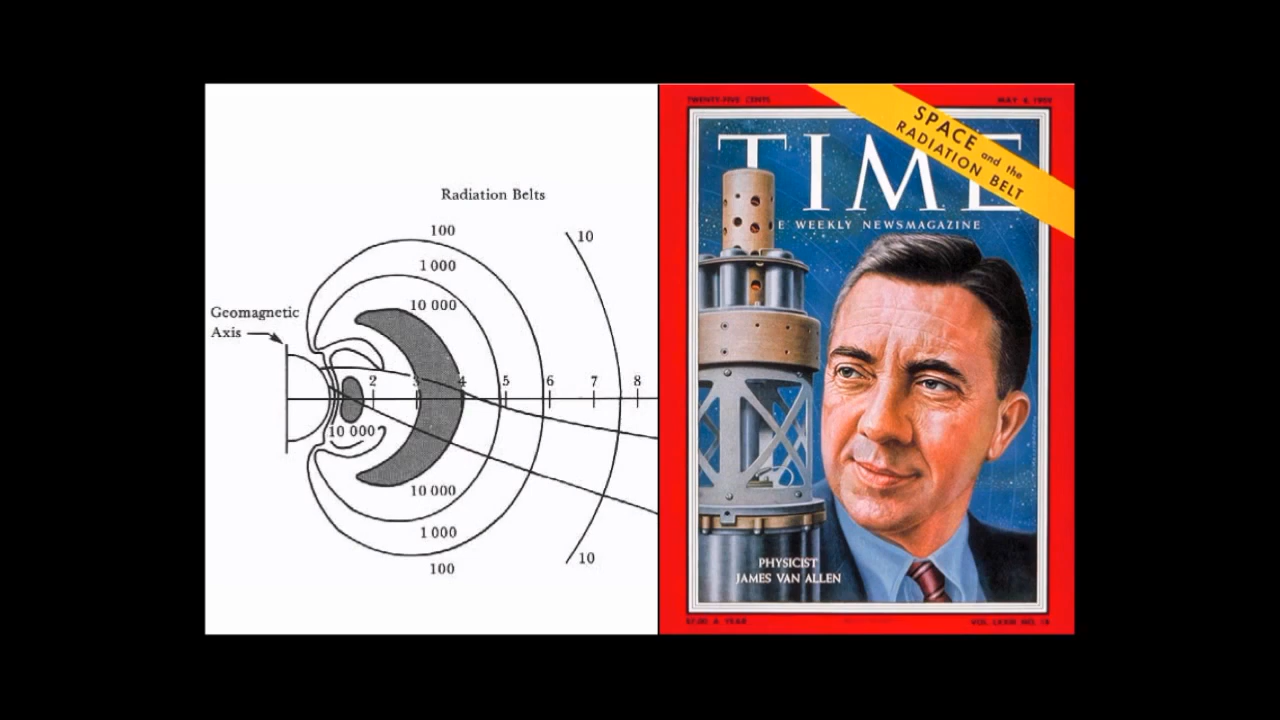 Radiation Belts
100
10
1 000
10 000
Geomagnetic
Axis
2 3 4 5 6 7 8
10 000
10 000
1 000
10
100
TWENTY-FIVE CENTS
MAY 4, 1959
SPACE and the
RADIATION BELT
TIME
E WEEKLY NEWSMAGAZINE
PHYSICIST
JAMES VAN ALLEN
$7.00 A YEAR
VOL. LXXIII NO. 18